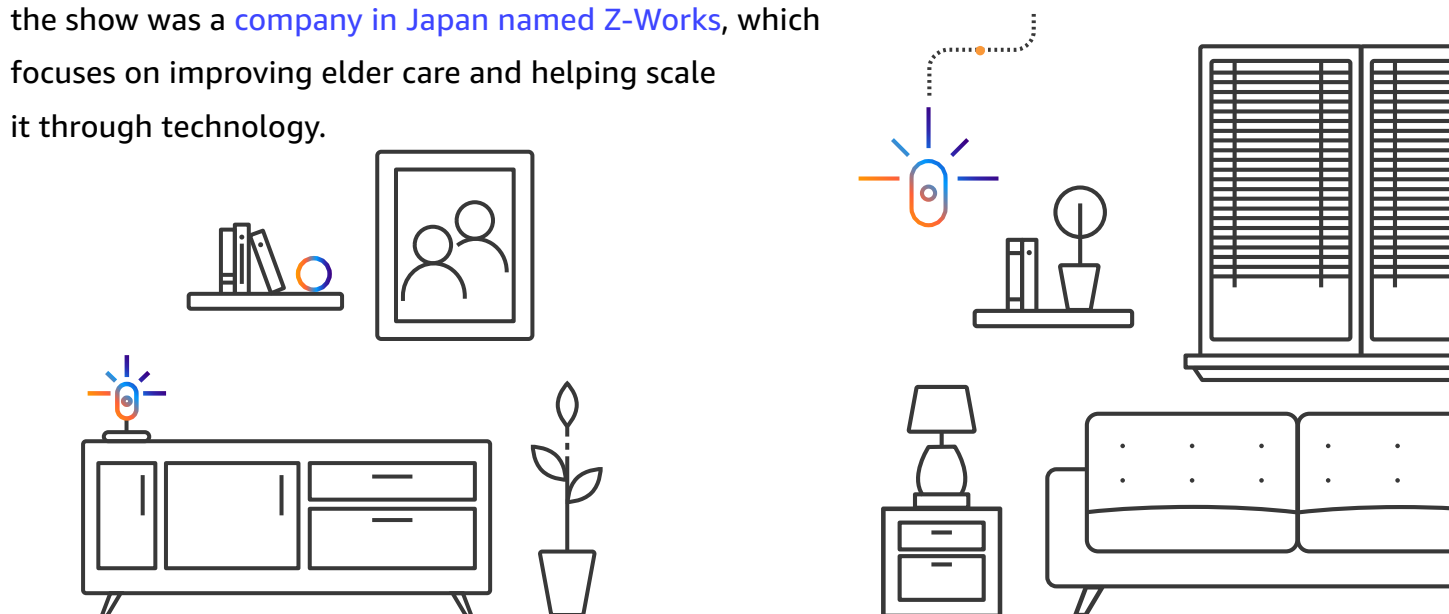 the show was a company in Japan named Z-Works, which
focuses on improving elder care and helping scale
it through technology.